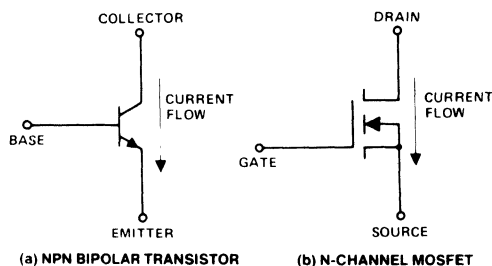 COLLECTOR
CURRENT
FLOW
BASE
EMITTER
(a) NPN BIPOLAR TRANSISTOR
DRAIN
CURRENT
FLOW
GATE
SOURCE
(b) N-CHANNEL MOSFET